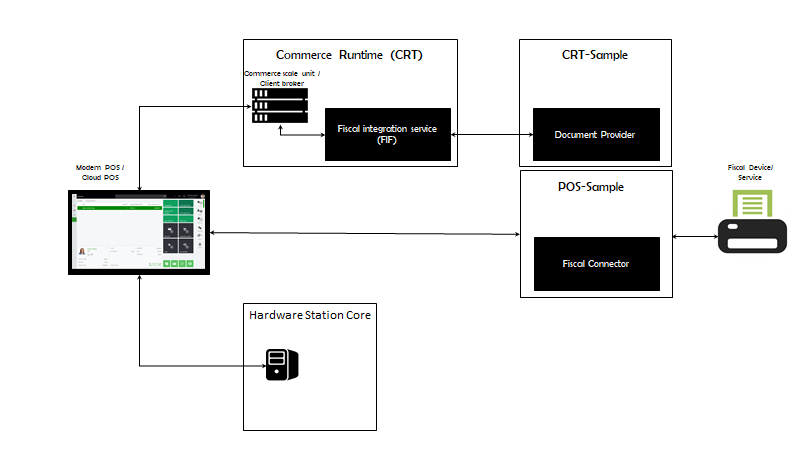 Commerce Runtime (CRT)
Commerce scale unit /
Client broker
Fiscal integration service
(FIF)
CRT-Sample
Document Provider
Modern POS /
Cloud POS
POS-Sample
Fiscal Connector
Fiscal Device/
Service
Hardware Station Core